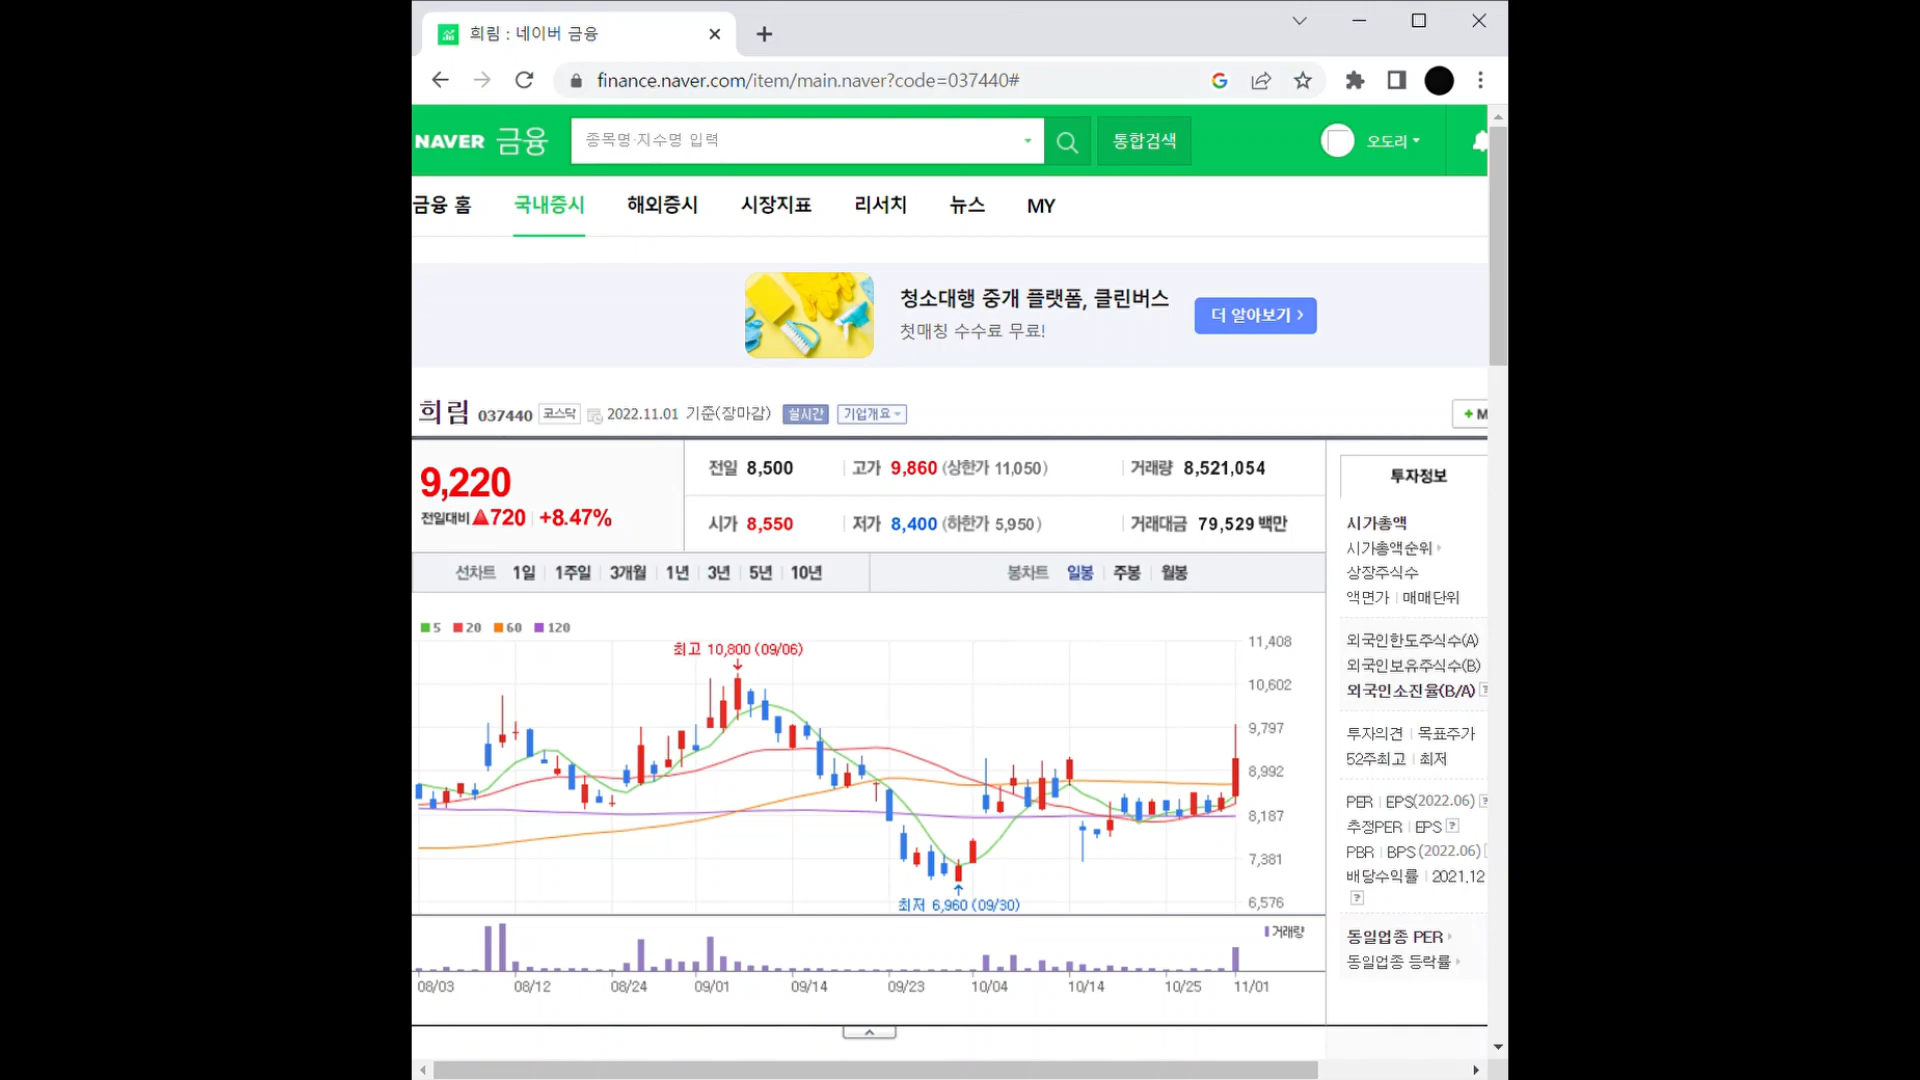 희림 : 네이버 금융
finance.naver.com/item/main.naver?code=037440#
NAVER 금융
종목명·지수명 입력
통합검색
오도리
금융 홈 국내증시 해외증시 시장지표 리서치 뉴스 MY
청소대행 중개 플랫폼, 클린버스
첫매칭 수수료 무료!
더 알아보기 >
희림 037440 코스닥 2022.11.01 기준(장마감) 실시간 기업개요
+ M
9,220
전일대비 ▲720 +8.47%
전일 8,500 고가 9,860 (상한가 11,050) 거래량 8,521,054
시가 8,550 저가 8,400 (하한가 5,950) 거래대금 79,529 백만
선차트 1일 1주일 3개월 1년 3년 5년 10년 봉차트 일봉 주봉 월봉
5 20 60 120
최고 10,800 (09/06)
최저 6,960 (09/30)
11,408
10,602
9,797
8,992
8,187
7,381
6,576
거래량
08/03 08/12 08/24 09/01 09/14 09/23 10/04 10/14 10/25 11/01
투자정보
시가총액
시가총액순위
상장주식수
액면가 | 매매단위
외국인한도주식수(A)
외국인보유주식수(B)
외국인소진율(B/A) ?
투자의견 | 목표주가
52주최고 | 최저
PER | EPS(2022.06) ?
추정PER | EPS ?
PBR | BPS (2022.06)
배당수익률 | 2021.12
?
동일업종 PER
동일업종 등락률